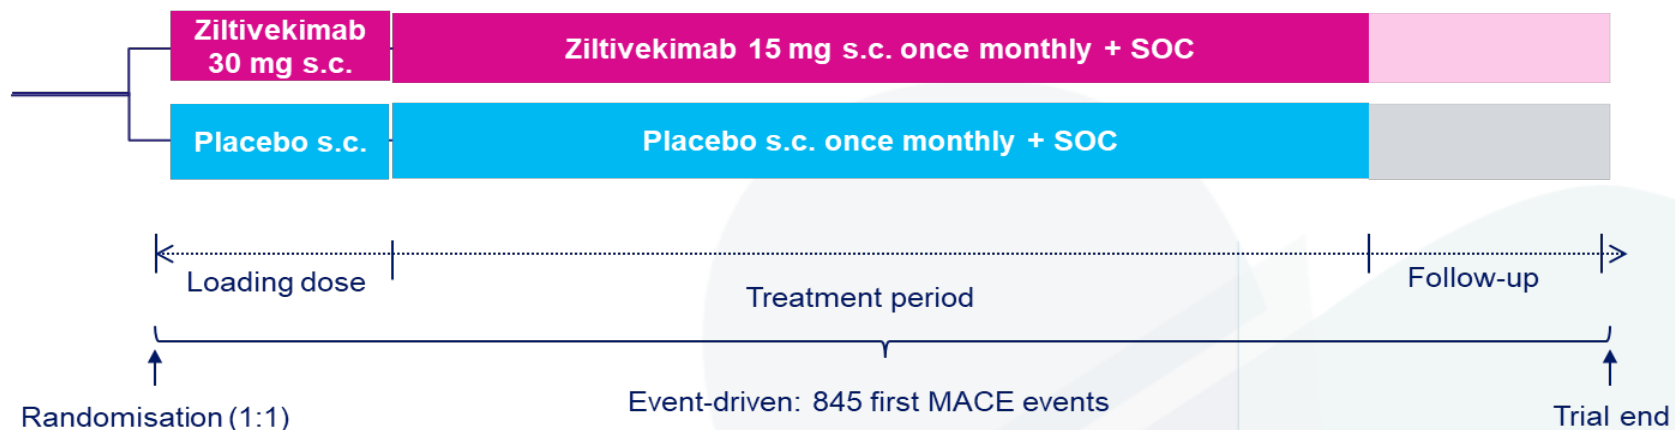 Ziltivekimab
30 mg s.c.
Ziltivekimab 15 mg s.c. once monthly + SOC
Placebo s.c.
Placebo s.c. once monthly + SOC
Loading dose
Treatment period
Follow-up
Randomisation (1:1)
Event-driven: 845 first MACE events
Trial end